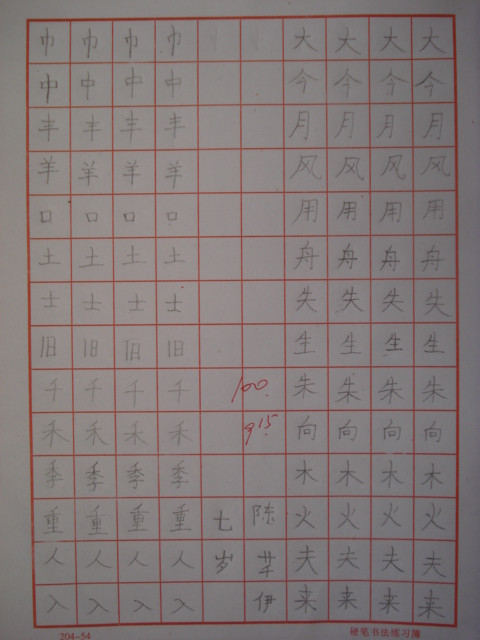 巾 巾 巾 巾 大 大 大 大
中 中 中 中 今 今 今 今
丰 丰 丰 丰 月 月 月 月
羊 羊 羊 羊 风 风 风 风
口 口 口 口 用 用 用 用
土 土 土 土 舟 舟 舟 舟
士 士 士 士 失 失 失 失
旧 旧 旧 旧 生 生 生 生
千 千 千 千 100. 朱 朱 朱 朱
禾 禾 禾 禾 9.15 向 向 向 向
季 季 季 季 木 木 木 木
重 重 重 重 七 陈 火 火 火 火
人 人 人 人 岁 芊 夫 夫 夫 夫
入 入 入 入 伊 来 来 来 来
204-54 硬笔书法练习簿